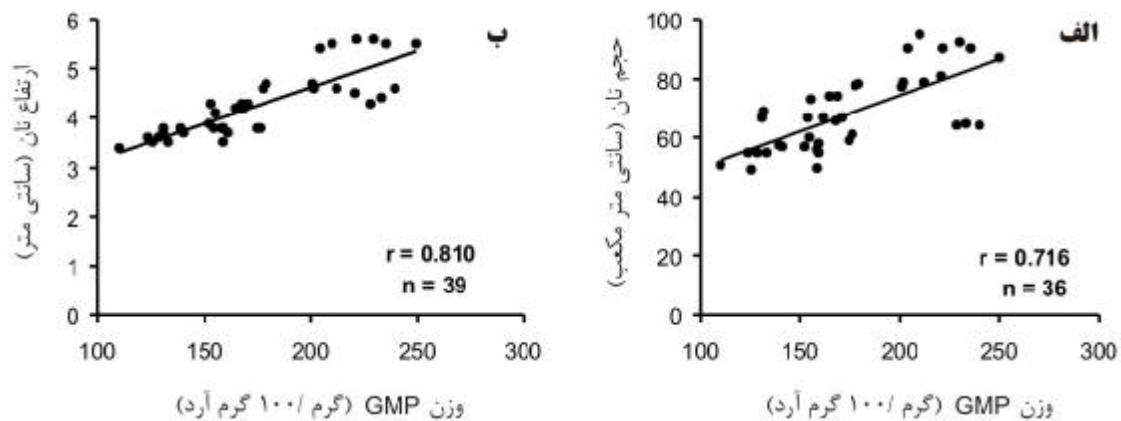 الف
حجم نان (سانتی متر مکعب)
100
80
60
40
20
0
r = 0.716
n = 36
100 150 200 250 300
وزن GMP (گرم /۱۰۰ گرم آرد)
ب
ارتفاع نان (سانتی متر)
6
5
4
3
2
1
0
r = 0.810
n = 39
100 150 200 250 300
وزن GMP (گرم /۱۰۰ گرم آرد)